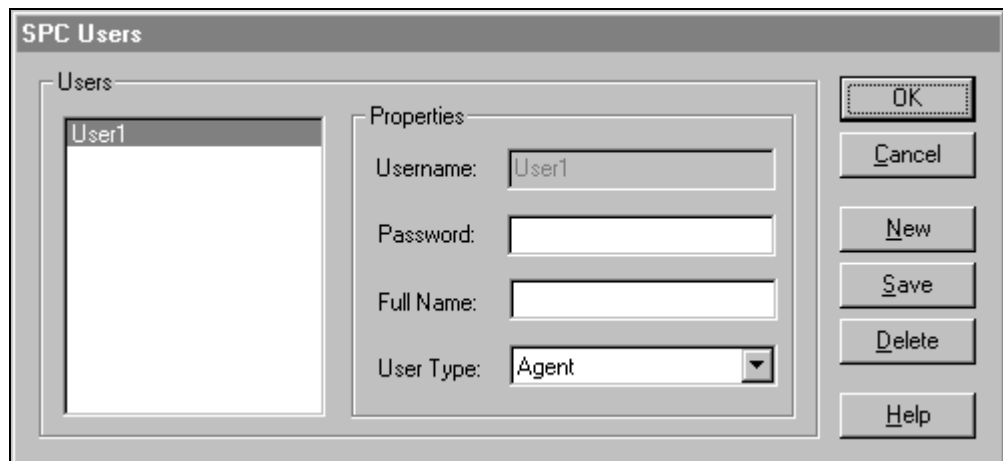 SPC Users
Users
User1
Properties
Username: User1
Password:
Full Name:
User Type: Agent
OK
Cancel
New
Save
Delete
Help